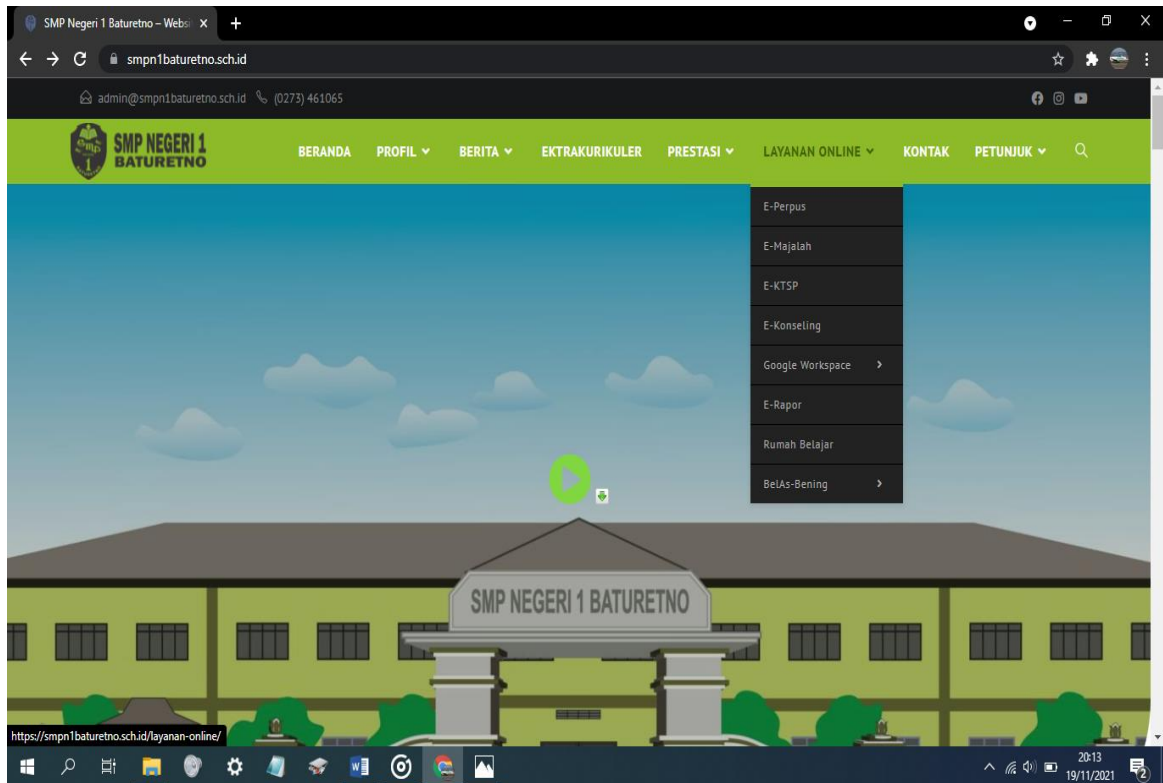 SMP Negeri 1 Baturetno – Websi
smpn1baturetno.sch.id
admin@smpn1baturetno.sch.id (0273) 461065
SMP NEGERI 1
BATURETNO
BERANDA PROFIL BERITA EKTRAKURIKULER PRESTASI LAYANAN ONLINE KONTAK PETUNJUK
E-Perpus
E-Majalah
E-KTSP
E-Konseling
Google Workspace
E-Rapor
Rumah Belajar
BelAs-Bening
SMP NEGERI 1 BATURETNO
https://smpn1baturetno.sch.id/layanan-online/
20:13
19/11/2021
2